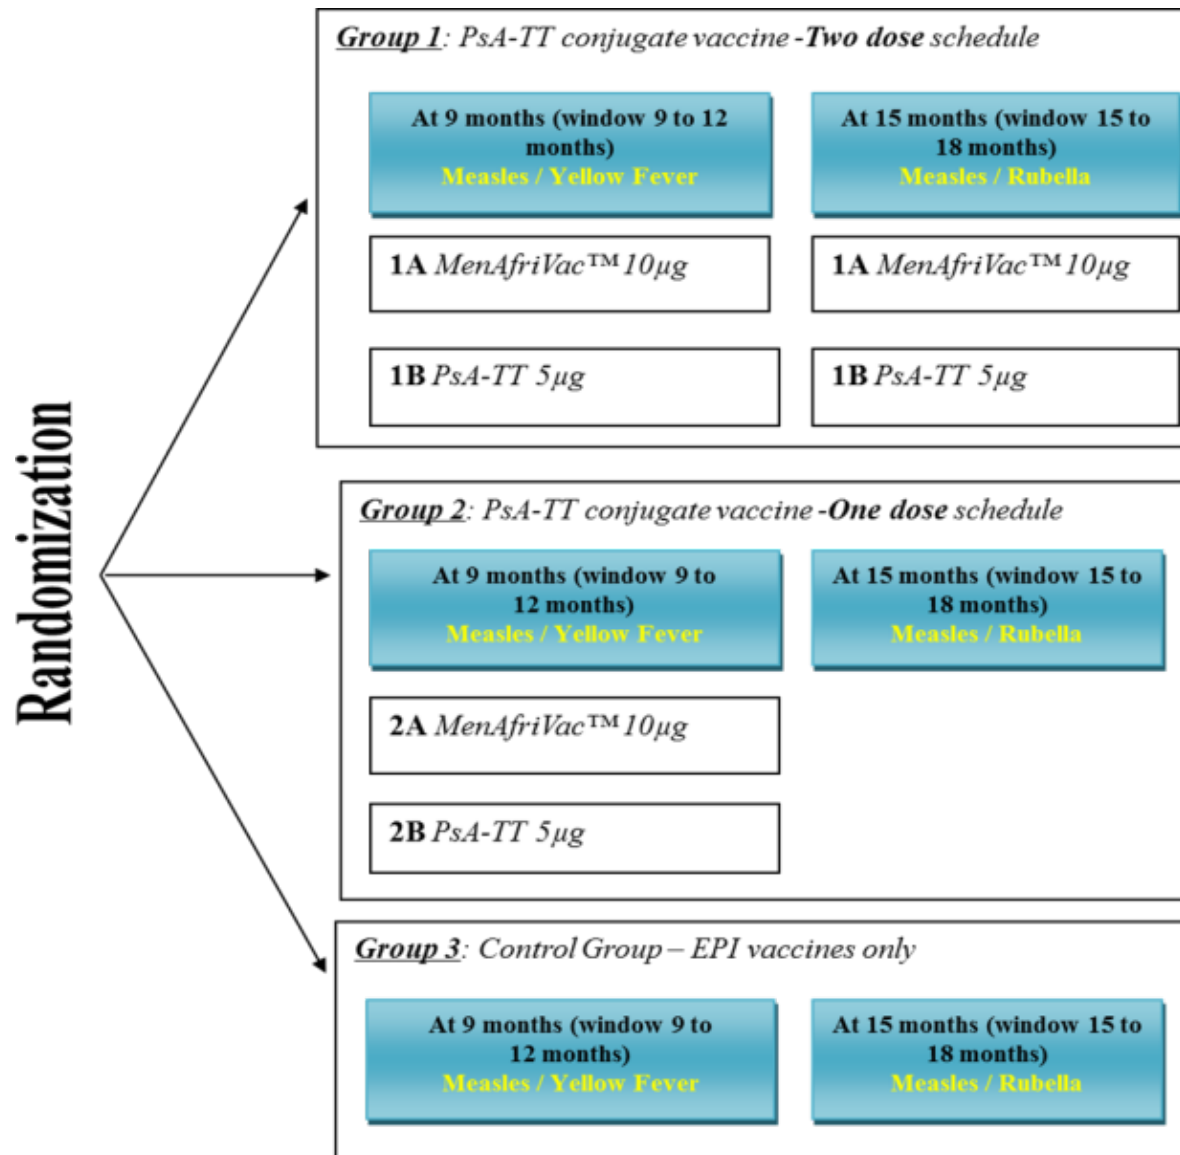 Randomization
Group 1: PsA-TT conjugate vaccine -Two dose schedule
At 9 months (window 9 to 12
months)
Measles / Yellow Fever
At 15 months (window 15 to
18 months)
Measles / Rubella
1A MenAfriVac™ 10µg
1A MenAfriVac™ 10µg
1B PsA-TT 5µg
1B PsA-TT 5µg
Group 2: PsA-TT conjugate vaccine -One dose schedule
At 9 months (window 9 to
12 months)
Measles / Yellow Fever
At 15 months (window 15 to
18 months)
Measles / Rubella
2A MenAfriVac™ 10µg
2B PsA-TT 5µg
Group 3: Control Group – EPI vaccines only
At 9 months (window 9 to
12 months)
Measles / Yellow Fever
At 15 months (window 15 to
18 months)
Measles / Rubella